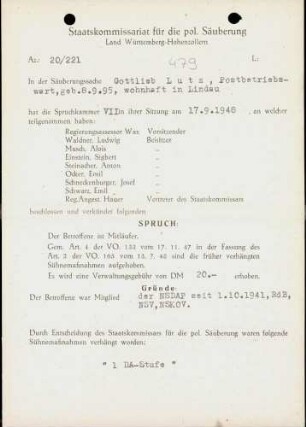 Staatskommissariat für die pol. Säuberung
Land Württemberg-Hohenzollern
Az.: 20/221
479
L:
In der Säuberungssache Gottlieb Lutz, Postbetriebs-
wart, geb. 8.9.95, wohnhaft in Lindau
hat die Spruchkammer VII in ihrer Sitzung am 17.9.1948, an welcher
teilgenommen haben:
Regierungsassessor Wax Vorsitzender
Waldner, Ludwig Beisitzer
Musch, Alois
Einstein, Sigbert
Steinacher, Anton
Osker, Emil
Schneckenburger, Josef
Schwarz, Emil
Reg.Angest. Hauer Vertreter des Staatskommissars
beschlossen und verkündet folgenden
SPRUCH:
Der Betroffene ist Mitläufer.
Gem. Art. 4 der VO. 133 vom 17. 11. 47 in der Fassung des
Art. 3 der VO. 165 vom 13. 7. 48 sind die früher verhängten
Sühnemaßnahmen aufgehoben.
Es wird eine Verwaltungsgebühr von DM 20.- erhoben.
Gründe:
Der Betroffene war Mitglied der NSDAP seit 1.10.1941, RdB,
NSV, NSKOV.
Durch Entscheidung des Staatskommissars für die pol. Säuberung waren folgende
Sühnemaßnahmen verhängt worden:
" 1 DA-Stufe "